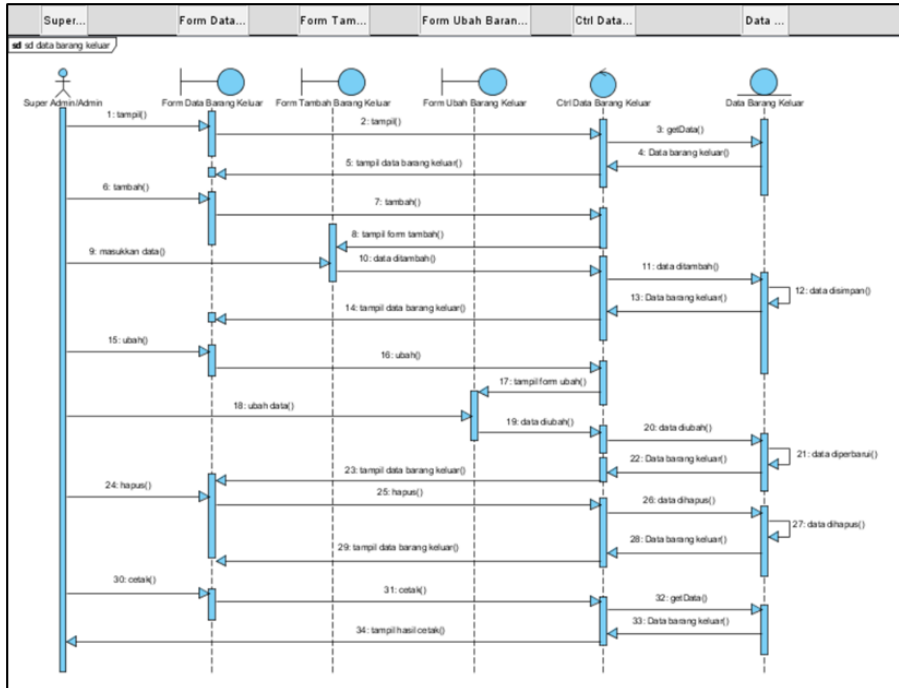 Super...
Form Data...
Form Tam...
Form Ubah Baran...
Ctrl Data...
Data ...
sd sd data barang keluar
Super Admin/Admin
Form Data Barang Keluar
Form Tambah Barang Keluar
Form Ubah Barang Keluar
Ctrl Data Barang Keluar
Data Barang Keluar
1: tampil()
2: tampil()
3: getData()
4: Data barang keluar()
5: tampil data barang keluar()
6: tambah()
7: tambah()
8: tampil form tambah()
9: masukkan data()
10: data ditambah()
11: data ditambah()
12: data disimpan()
13: Data barang keluar()
14: tampil data barang keluar()
15: ubah()
16: ubah()
17: tampil form ubah()
18: ubah data()
19: data diubah()
20: data diubah()
21: data diperbarui()
22: Data barang keluar()
23: tampil data barang keluar()
24: hapus()
25: hapus()
26: data dihapus()
27: data dihapus()
28: Data barang keluar()
29: tampil data barang keluar()
30: cetak()
31: cetak()
32: getData()
33: Data barang keluar()
34: tampil hasil cetak()